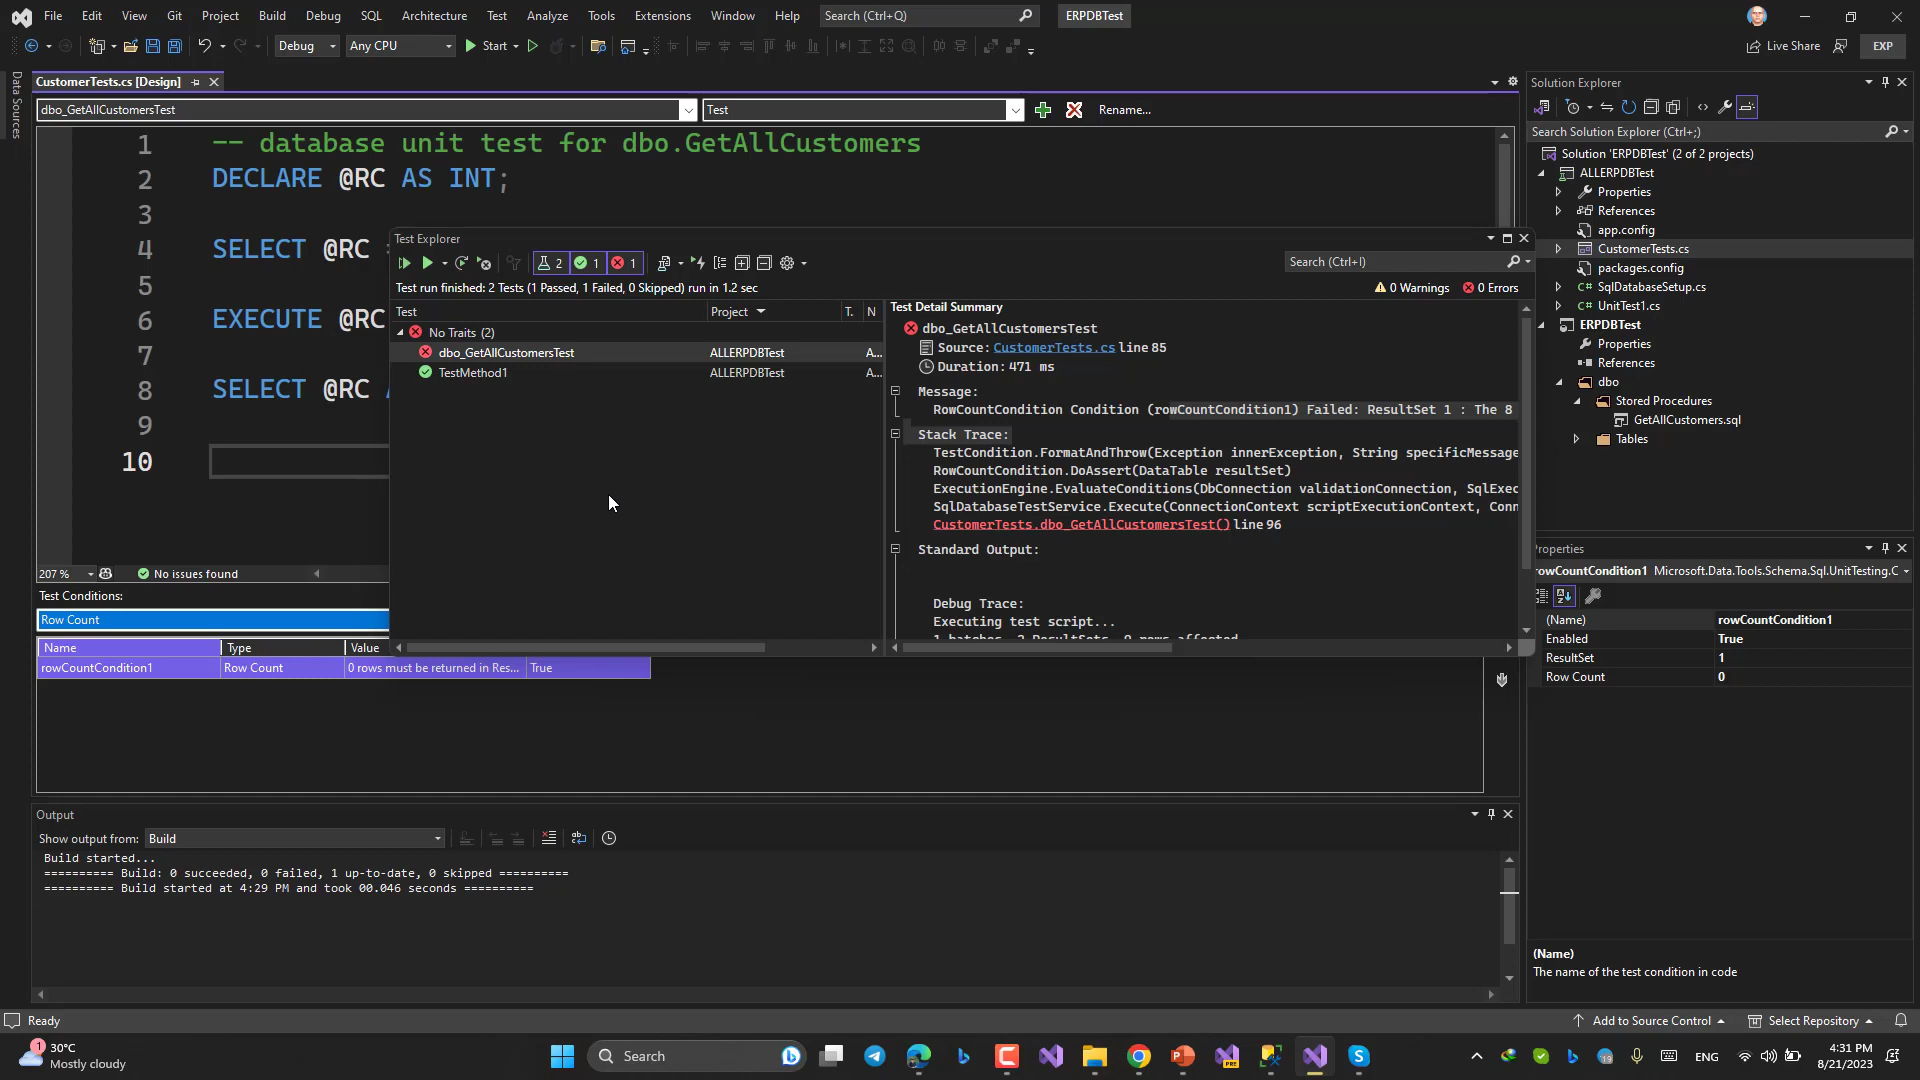 File Edit View Git Project Build Debug SQL Architecture Test Analyze Tools Extensions Window Help Search (Ctrl+Q) ERPDBTest
Debug Any CPU Start Live Share EXP
Data Sources
CustomerTests.cs [Design]
dbo_GetAllCustomersTest Test Rename...
1 -- database unit test for dbo.GetAllCustomers
2 DECLARE @RC AS INT;
3
4 SELECT @RC
5
6 EXECUTE @RC
7
8 SELECT @RC
9
10
207 % No issues found
Test Conditions:
Row Count
Name Type Value
rowCountCondition1 Row Count 0 rows must be returned in Res... True
Test Explorer
2 1 1 Search (Ctrl+I)
Test run finished: 2 Tests (1 Passed, 1 Failed, 0 Skipped) run in 1.2 sec 0 Warnings 0 Errors
Test Project T. N
No Traits (2)
dbo_GetAllCustomersTest ALLERPDBTest A...
TestMethod1 ALLERPDBTest A...
Test Detail Summary
dbo_GetAllCustomersTest
Source: CustomerTests.cs line 85
Duration: 471 ms
Message:
RowCountCondition Condition (rowCountCondition1) Failed: ResultSet 1 : The 8
Stack Trace:
TestCondition.FormatAndThrow(Exception innerException, String specificMessage
RowCountCondition.DoAssert(DataTable resultSet)
ExecutionEngine.EvaluateConditions(DbConnection validationConnection, SqlExec
SqlDatabaseTestService.Execute(ConnectionContext scriptExecutionContext, Conn
CustomerTests.dbo_GetAllCustomersTest() line 96
Standard Output:
Debug Trace:
Executing test script...
Output
Show output from: Build
Build started...
========== Build: 0 succeeded, 0 failed, 1 up-to-date, 0 skipped ==========
========== Build started at 4:29 PM and took 00.046 seconds ==========
Solution Explorer
Search Solution Explorer (Ctrl+;)
Solution 'ERPDBTest' (2 of 2 projects)
ALLERPDBTest
Properties
References
app.config
CustomerTests.cs
packages.config
C# SqlDatabaseSetup.cs
C# UnitTest1.cs
ERPDBTest
Properties
References
dbo
Stored Procedures
GetAllCustomers.sql
Tables
Properties
rowCountCondition1 Microsoft.Data.Tools.Schema.Sql.UnitTesting.C
(Name) rowCountCondition1
Enabled True
ResultSet 1
Row Count 0
(Name)
The name of the test condition in code
Ready Add to Source Control Select Repository
1 30°C
Mostly cloudy
Search
ENG
4:31 PM
8/21/2023